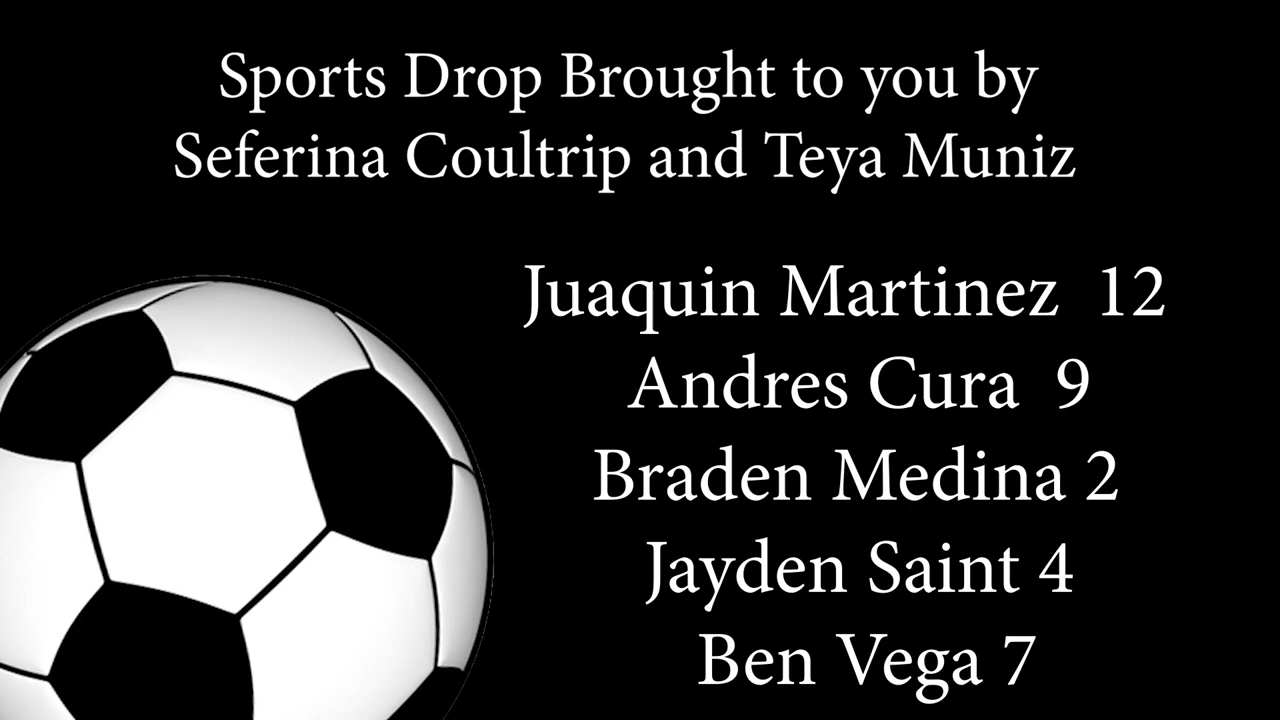 Sports Drop Brought to you by
Seferina Coultrip and Teya Muniz
Juaquin Martinez 12
Andres Cura 9
Braden Medina 2
Jayden Saint 4
Ben Vega 7